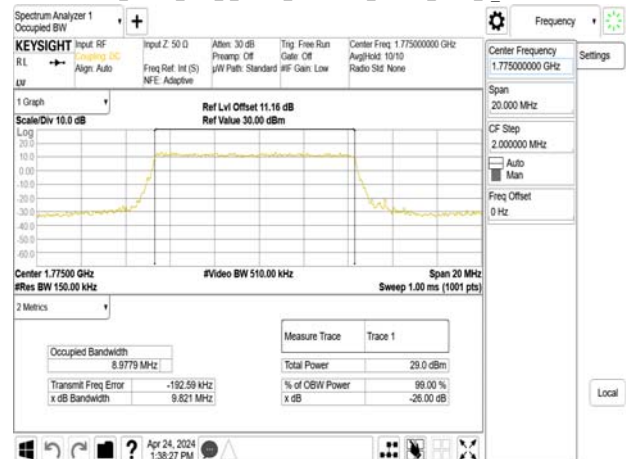 Spectrum Analyzer 1
Occupied BW
Frequency
KEYSIGHT
RL
Input: RF
Coupling: DC
Align: Auto
Input Z: 50 Ω
Freq Ref: Int (S)
NFE: Adaptive
Atten: 30 dB
Preamp: Off
µW Path: Standard
Trig: Free Run
Gate: Off
#IF Gain: Low
Center Freq: 1.775000000 GHz
Avg|Hold: 10/10
Radio Std: None
Center Frequency
1.775000000 GHz
Settings
Span
20.000 MHz
CF Step
2.000000 MHz
Auto
Man
Freq Offset
0 Hz
1 Graph
Scale/Div 10.0 dB
Ref Lvl Offset 11.16 dB
Ref Value 30.00 dBm
Log
20.0
10.0
0.00
-10.0
-20.0
-30.0
-40.0
-50.0
-60.0
Center 1.77500 GHz
#Video BW 510.00 kHz
Span 20 MHz
#Res BW 150.00 kHz
Sweep 1.00 ms (1001 pts)
2 Metrics
Measure Trace Trace 1
Occupied Bandwidth
8.9779 MHz
Total Power 29.0 dBm
Transmit Freq Error -192.59 kHz
% of OBW Power 99.00 %
x dB Bandwidth 9.821 MHz
x dB -26.00 dB
Local
Apr 24, 2024
1:38:27 PM